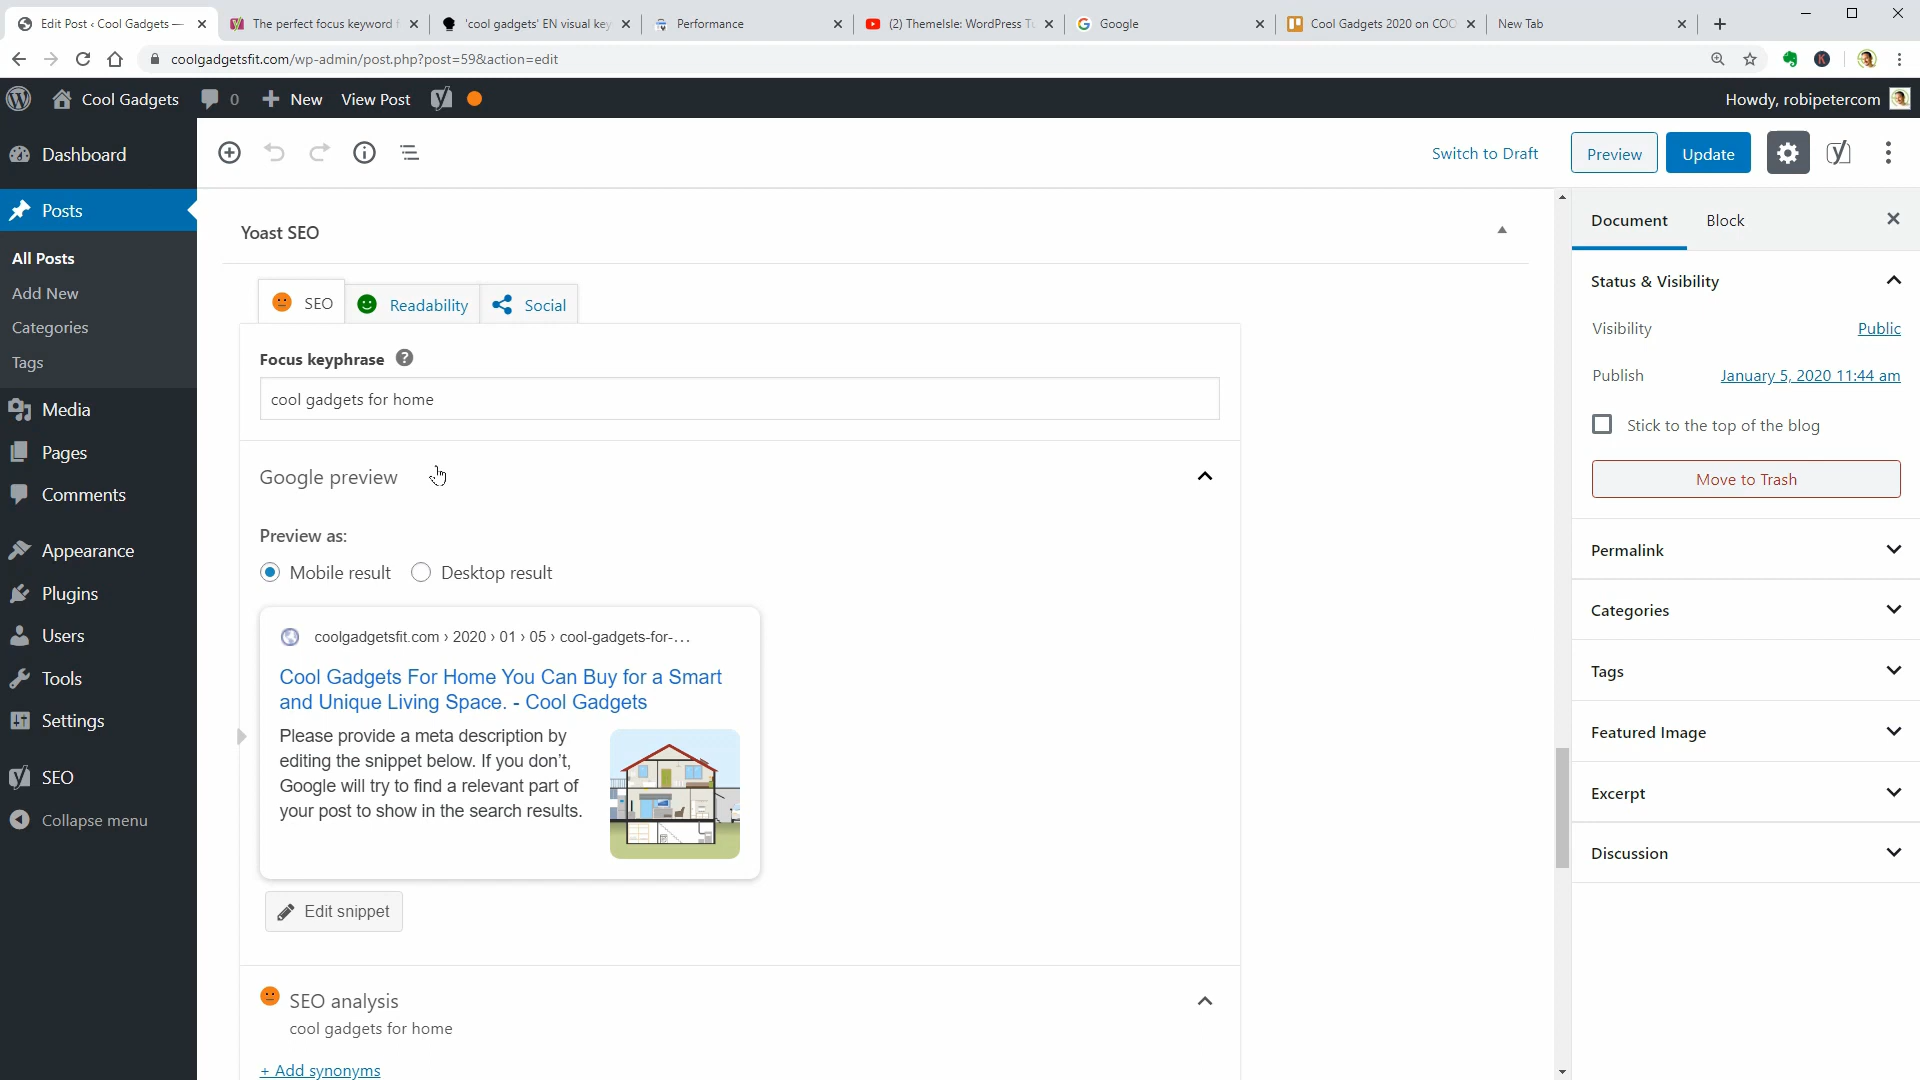 Edit Post ‹ Cool Gadgets —
The perfect focus keyword f
'cool gadgets' EN visual key
Performance
(2) ThemeIsle: WordPress Tu
Google
Cool Gadgets 2020 on COO
New Tab
coolgadgetsfit.com/wp-admin/post.php?post=59&action=edit
Cool Gadgets
0
New
View Post
Howdy, robipetercom
Dashboard
Posts
All Posts
Add New
Categories
Tags
Media
Pages
Comments
Appearance
Plugins
Users
Tools
Settings
SEO
Collapse menu
Switch to Draft
Preview
Update
Yoast SEO
SEO
Readability
Social
Focus keyphrase ?
cool gadgets for home
Google preview
Preview as:
Mobile result
Desktop result
coolgadgetsfit.com › 2020 › 01 › 05 › cool-gadgets-for-...
Cool Gadgets For Home You Can Buy for a Smart
and Unique Living Space. - Cool Gadgets
Please provide a meta description by
editing the snippet below. If you don't,
Google will try to find a relevant part of
your post to show in the search results.
Edit snippet
SEO analysis
cool gadgets for home
+ Add synonyms
Document
Block
Status & Visibility
Visibility
Public
Publish
January 5, 2020 11:44 am
Stick to the top of the blog
Move to Trash
Permalink
Categories
Tags
Featured Image
Excerpt
Discussion